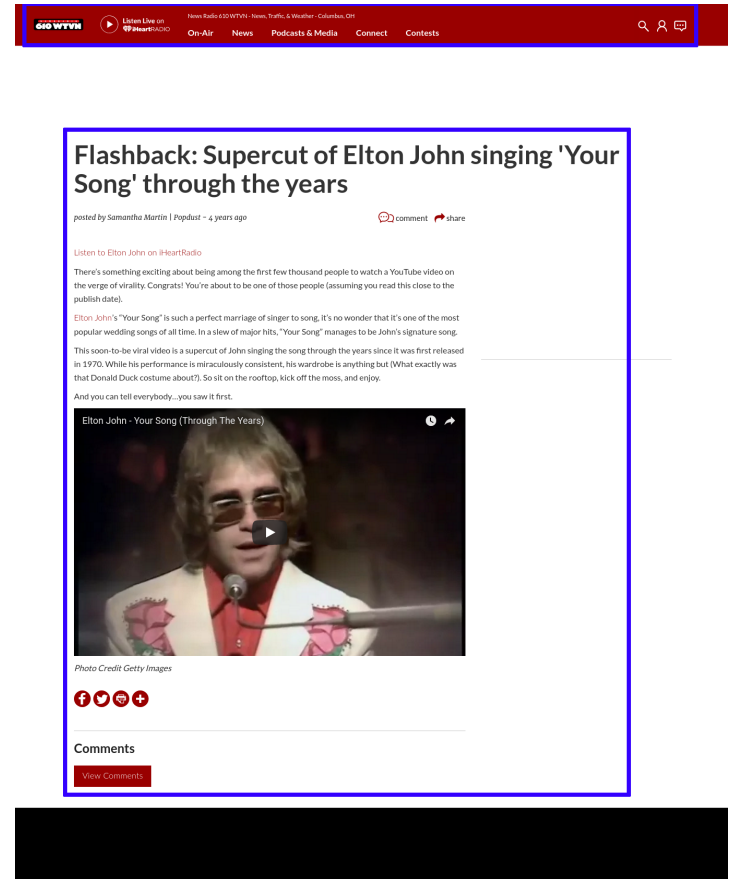 610 WTVN
Listen Live on
iHeartRADIO
News Radio 610 WTVN - News, Traffic, & Weather - Columbus, OH
On-Air News Podcasts & Media Connect Contests
Flashback: Supercut of Elton John singing 'Your
Song' through the years
posted by Samantha Martin | Popdust - 4 years ago
comment share
Listen to Elton John on iHeartRadio
There's something exciting about being among the first few thousand people to watch a YouTube video on
the verge of virality. Congrats! You're about to be one of those people (assuming you read this close to the
publish date).
Elton John's "Your Song" is such a perfect marriage of singer to song, it's no wonder that it's one of the most
popular wedding songs of all time. In a slew of major hits, "Your Song" manages to be John's signature song.
This soon-to-be viral video is a supercut of John singing the song through the years since it was first released
in 1970. While his performance is miraculously consistent, his wardrobe is anything but (What exactly was
that Donald Duck costume about?). So sit on the rooftop, kick off the moss, and enjoy.
And you can tell everybody...you saw it first.
Elton John - Your Song (Through The Years)
Photo Credit Getty Images
Comments
View Comments